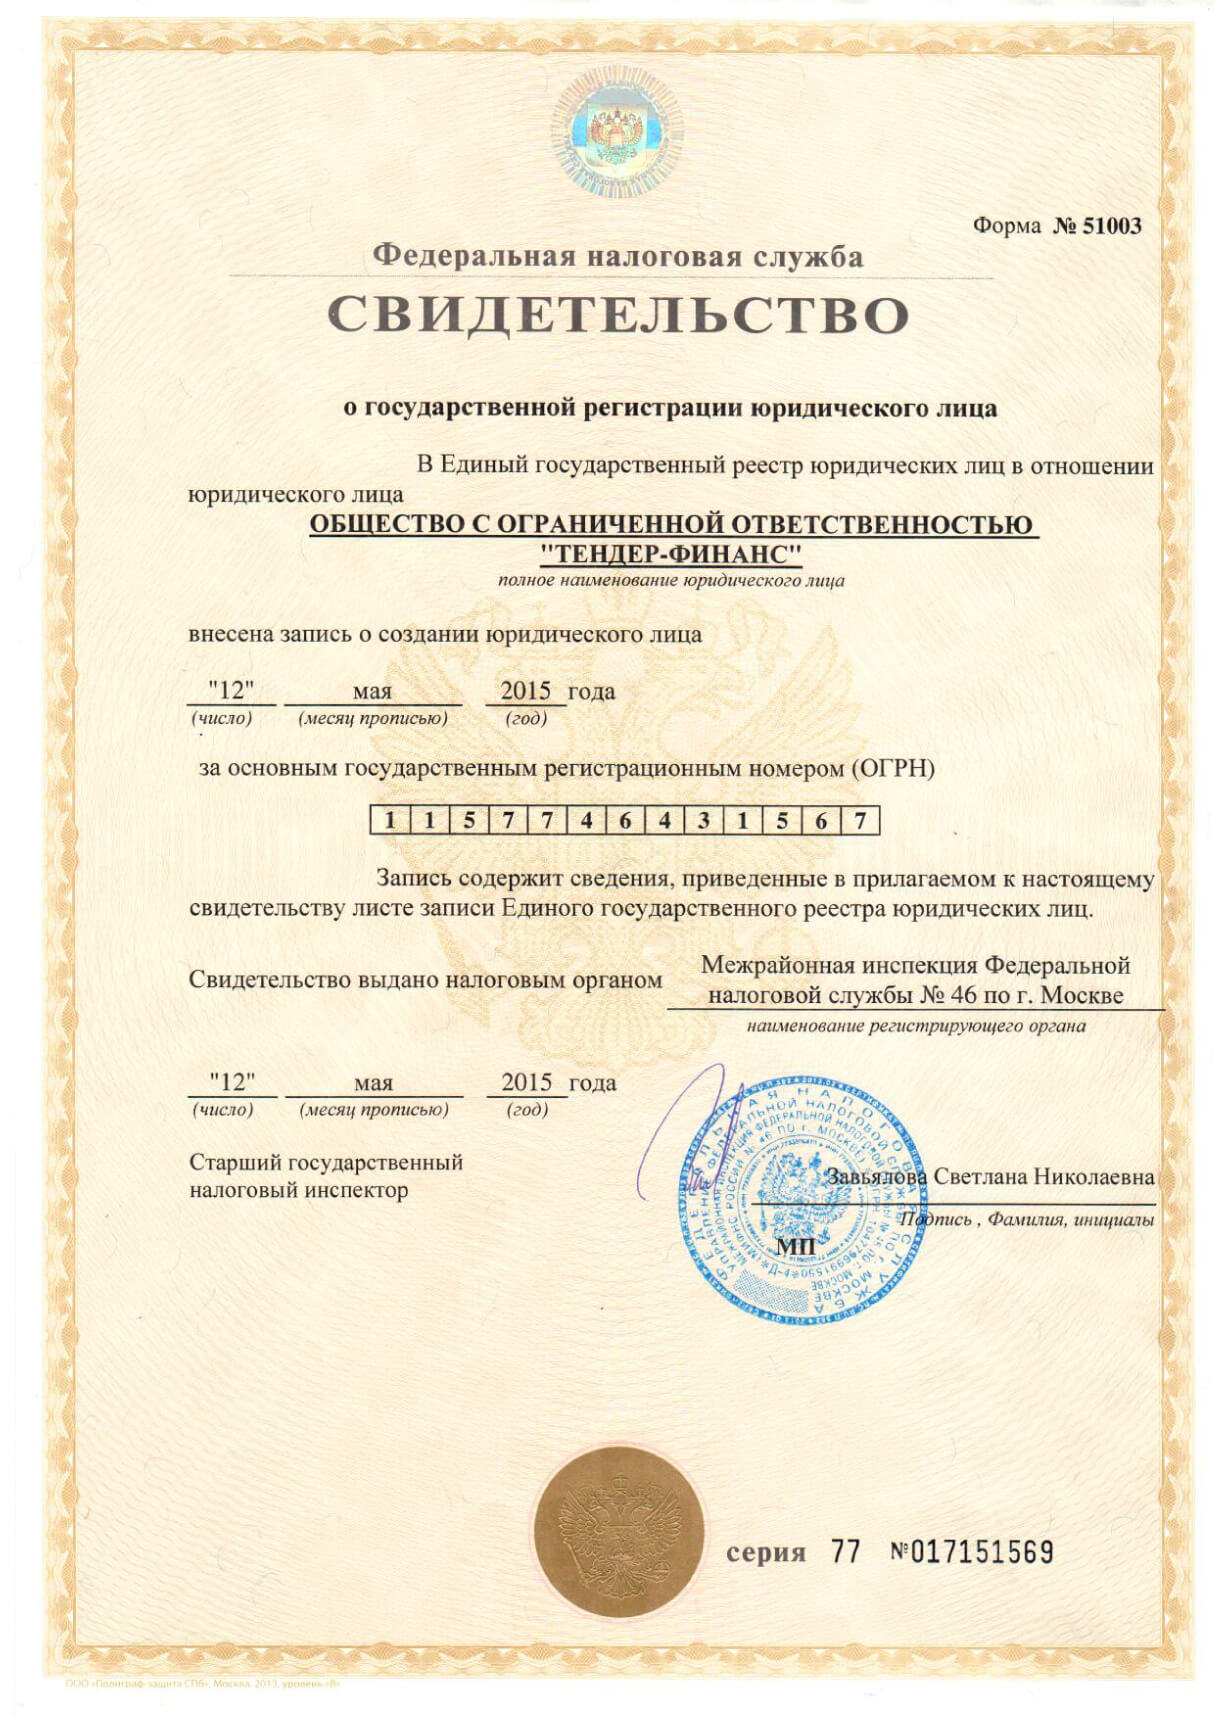 Форма № 51003
Федеральная налоговая служба
СВИДЕТЕЛЬСТВО
о государственной регистрации юридического лица
В Единый государственный реестр юридических лиц в отношении
юридического лица
ОБЩЕСТВО С ОГРАНИЧЕННОЙ ОТВЕТСТВЕННОСТЬЮ
"ТЕНДЕР-ФИНАНС"
полное наименование юридического лица
внесена запись о создании юридического лица
"12" мая 2015 года
(число) (месяц прописью) (год)
за основным государственным регистрационным номером (ОГРН)
1 1 5 7 7 4 6 4 3 1 5 6 7
Запись содержит сведения, приведенные в прилагаемом к настоящему
свидетельству листе записи Единого государственного реестра юридических лиц.
Свидетельство выдано налоговым органом
Межрайонная инспекция Федеральной
налоговой службы № 46 по г. Москве
наименование регистрирующего органа
"12" мая 2015 года
(число) (месяц прописью) (год)
Старший государственный
налоговый инспектор
Завьялова Светлана Николаевна
Подпись , Фамилия, инициалы
МП
ФЕДЕРАЛЬНАЯ НАЛОГОВАЯ СЛУЖБА
серия 77 №017151569
ООО «Полиграф-защита СПб», Москва, 2013, уровень «В»